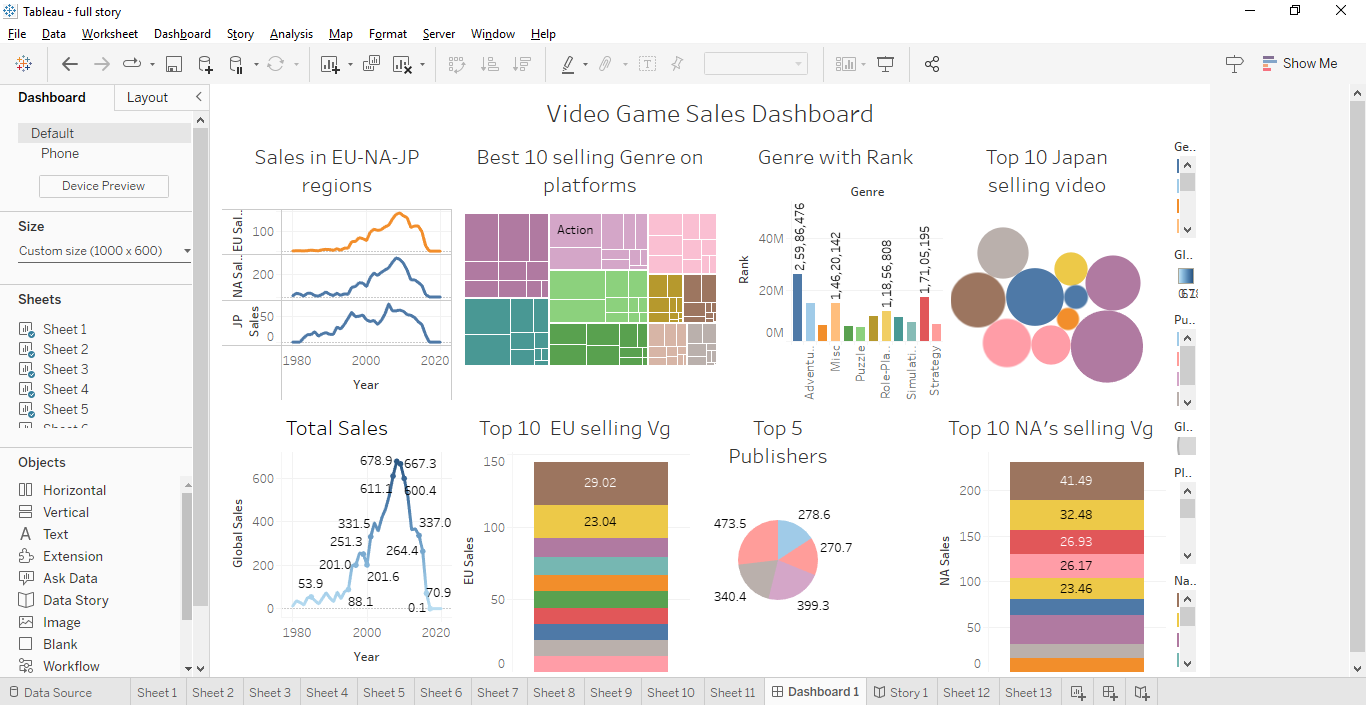 Tableau - full story
File Data Worksheet Dashboard Story Analysis Map Format Server Window Help
Show Me
Dashboard Layout
Default
Phone
Device Preview
Size
Custom size (1000 x 600)
Sheets
Sheet 1
Sheet 2
Sheet 3
Sheet 4
Sheet 5
Objects
Horizontal
Vertical
Text
Extension
Ask Data
Data Story
Image
Blank
Workflow
Video Game Sales Dashboard
Sales in EU-NA-JP
regions
EU Sal..
100
NA Sal..
200
JP
Sales
50
0
1980 2000 2020
Year
Best 10 selling Genre on
platforms
Action
Genre with Rank
Genre
Rank
40M
20M
0M
2,59,86,476
1,46,20,142
1,18,56,808
1,71,05,195
Adventu..
Misc
Puzzle
Role-Pla..
Simulati..
Strategy
Top 10 Japan
selling video
Total Sales
Global Sales
600
400
200
0
678.9
667.3
611.1
600.4
331.5
337.0
251.3
264.4
201.0
201.6
53.9
88.1
70.9
0.1
1980 2000 2020
Year
Top 10 EU selling Vg
EU Sales
150
100
50
0
29.02
23.04
Top 5
Publishers
473.5
278.6
270.7
340.4
399.3
Top 10 NA's selling Vg
NA Sales
200
150
100
50
0
41.49
32.48
26.93
26.17
23.46
Ge..
Gl..
Pu..
Gl..
Pl..
Na..
Data Source Sheet 1 Sheet 2 Sheet 3 Sheet 4 Sheet 5 Sheet 6 Sheet 7 Sheet 8 Sheet 9 Sheet 10 Sheet 11 Dashboard 1 Story 1 Sheet 12 Sheet 13